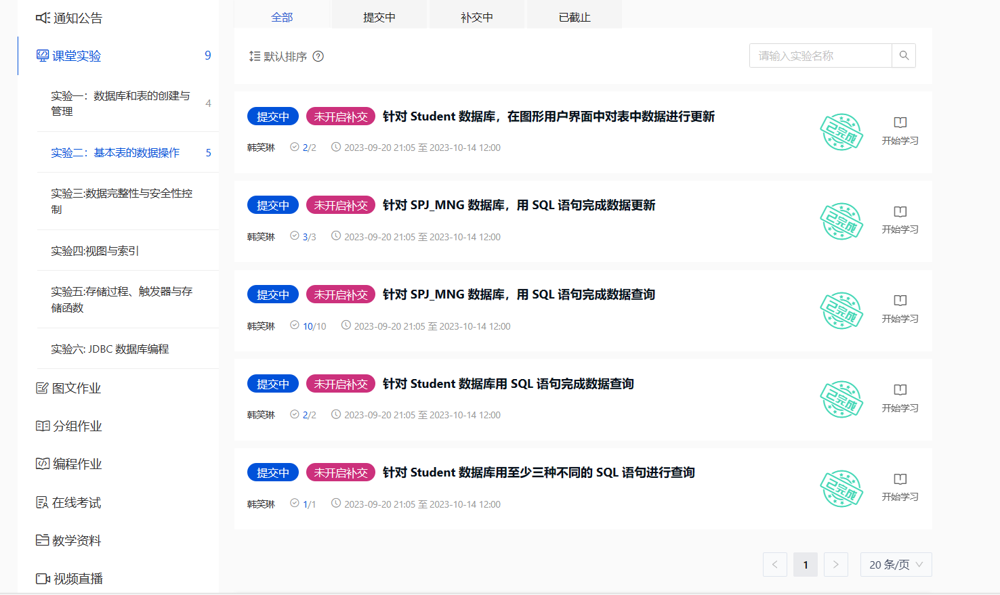 通知公告
课堂实验 9
实验一：数据库和表的创建与
管理 4
实验二：基本表的数据操作 5
实验三:数据完整性与安全性控
制
实验四:视图与索引
实验五:存储过程、触发器与存
储函数
实验六: JDBC 数据库编程
图文作业
分组作业
编程作业
在线考试
教学资料
视频直播
全部 提交中 补交中 已截止
默认排序 ? 请输入实验名称
提交中 未开启补交 针对 Student 数据库，在图形用户界面中对表中数据进行更新
韩笑琳 2/2 2023-09-20 21:05 至 2023-10-14 12:00
已完成
开始学习
提交中 未开启补交 针对 SPJ_MNG 数据库，用 SQL 语句完成数据更新
韩笑琳 3/3 2023-09-20 21:05 至 2023-10-14 12:00
已完成
开始学习
提交中 未开启补交 针对 SPJ_MNG 数据库，用 SQL 语句完成数据查询
韩笑琳 10/10 2023-09-20 21:05 至 2023-10-14 12:00
已完成
开始学习
提交中 未开启补交 针对 Student 数据库用 SQL 语句完成数据查询
韩笑琳 2/2 2023-09-20 21:05 至 2023-10-14 12:00
已完成
开始学习
提交中 未开启补交 针对 Student 数据库用至少三种不同的 SQL 语句进行查询
韩笑琳 1/1 2023-09-20 21:05 至 2023-10-14 12:00
已完成
开始学习
< 1 > 20 条/页